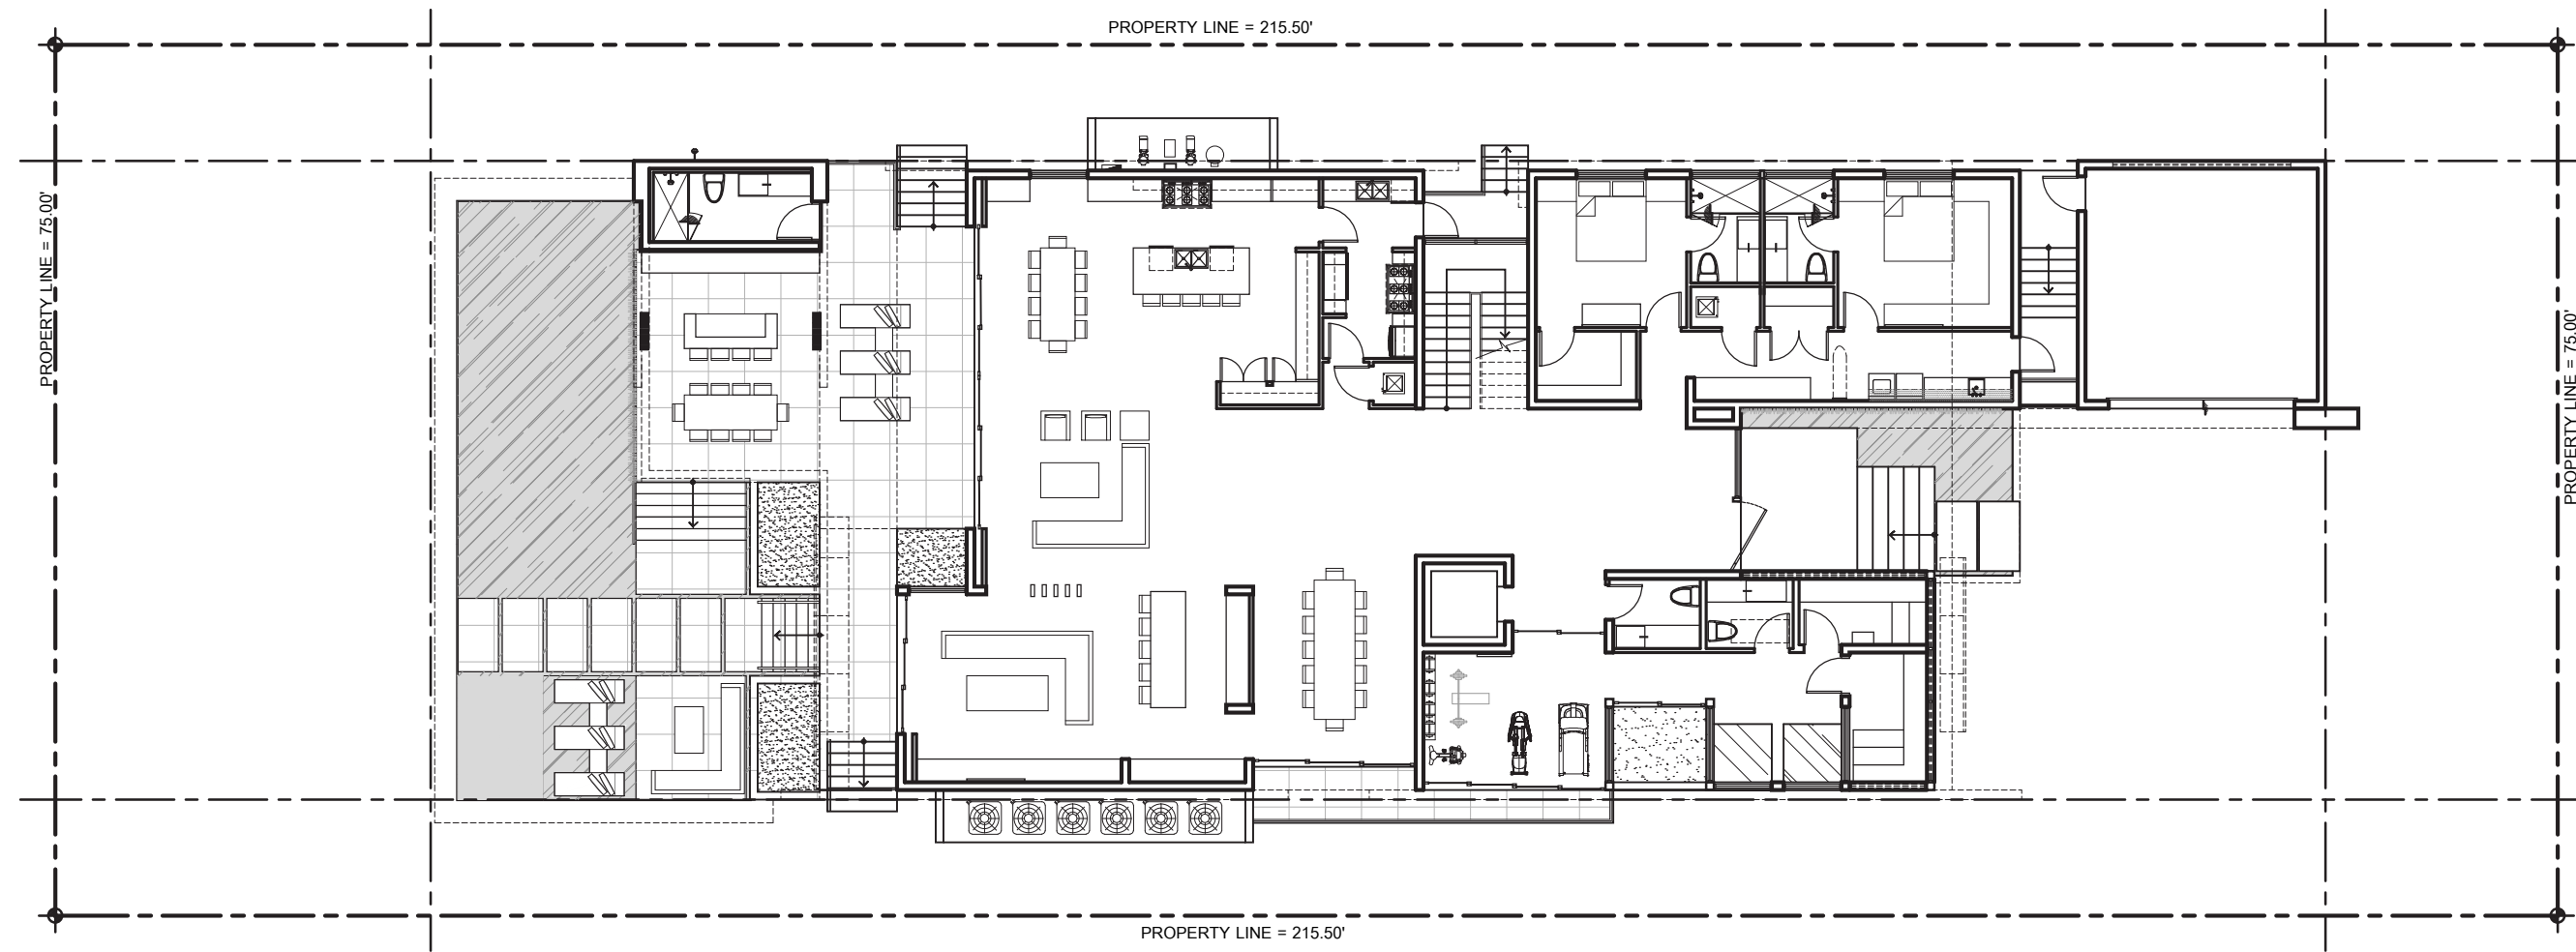 PROPERTY LINE = 215.50'
PROPERTY LINE = 75.00'
PROPERTY LINE = 75.00'
PROPERTY LINE = 215.50'